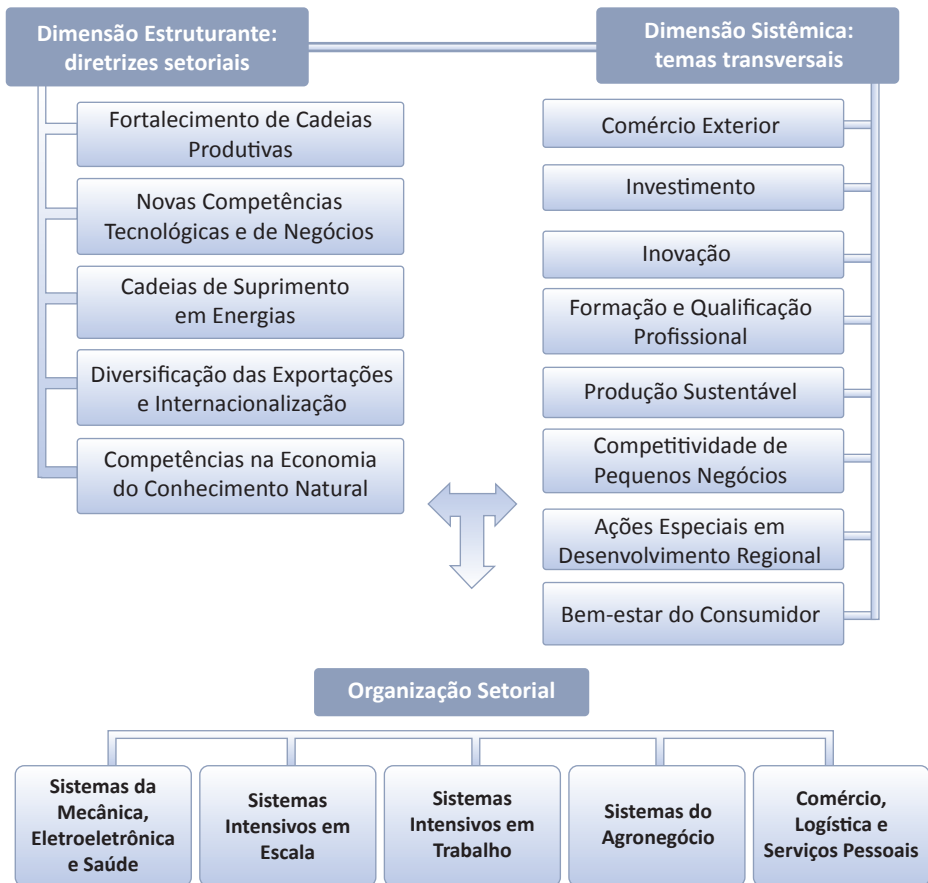 Dimensão Estruturante:
diretrizes setoriais
Fortalecimento de Cadeias
Produtivas
Novas Competências
Tecnológicas e de Negócios
Cadeias de Suprimento
em Energias
Diversificação das Exportações
e Internacionalização
Competências na Economia
do Conhecimento Natural
Dimensão Sistêmica:
temas transversais
Comércio Exterior
Investimento
Inovação
Formação e Qualificação
Profissional
Produção Sustentável
Competitividade de
Pequenos Negócios
Ações Especiais em
Desenvolvimento Regional
Bem-estar do Consumidor
Organização Setorial
Sistemas da
Mecânica,
Eletroeletrônica
e Saúde
Sistemas
Intensivos em
Escala
Sistemas
Intensivos em
Trabalho
Sistemas do
Agronegócio
Comércio,
Logística e
Serviços Pessoais